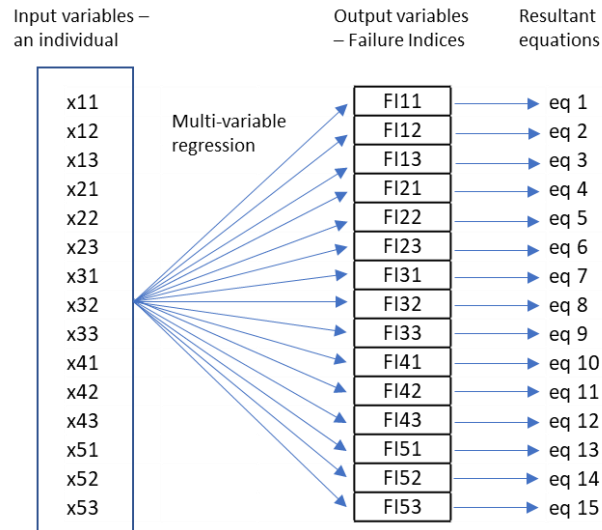 Input variables –
an individual
Output variables
– Failure Indices
Resultant
equations
Multi-variable
regression
x11
x12
x13
x21
x22
x23
x31
x32
x33
x41
x42
x43
x51
x52
x53
FI11
FI12
FI13
FI21
FI22
FI23
FI31
FI32
FI33
FI41
FI42
FI43
FI51
FI52
FI53
eq 1
eq 2
eq 3
eq 4
eq 5
eq 6
eq 7
eq 8
eq 9
eq 10
eq 11
eq 12
eq 13
eq 14
eq 15